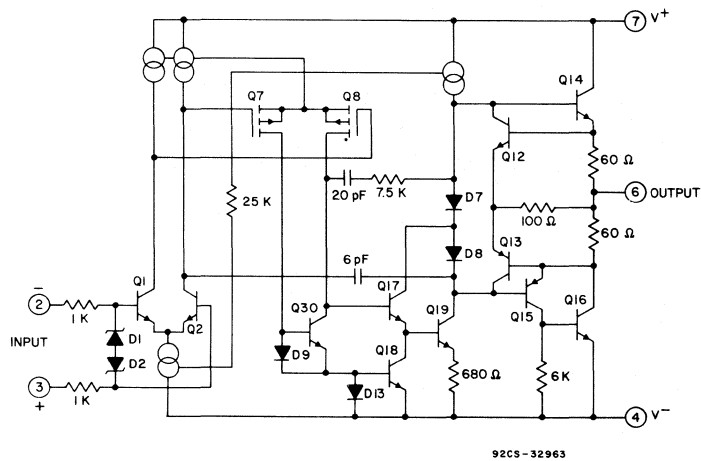 7 V+
Q14
Q7
Q8
Q12
60 Ω
6 OUTPUT
25 K
20 pF
7.5 K
D7
100 Ω
60 Ω
D8
Q13
6 pF
Q1
Q17
− 2
Q2
Q30
Q19
Q15
Q16
1 K
D1
INPUT
D2
D9
Q18
3 +
1 K
D13
680 Ω
6K
4 V−
92CS-32963